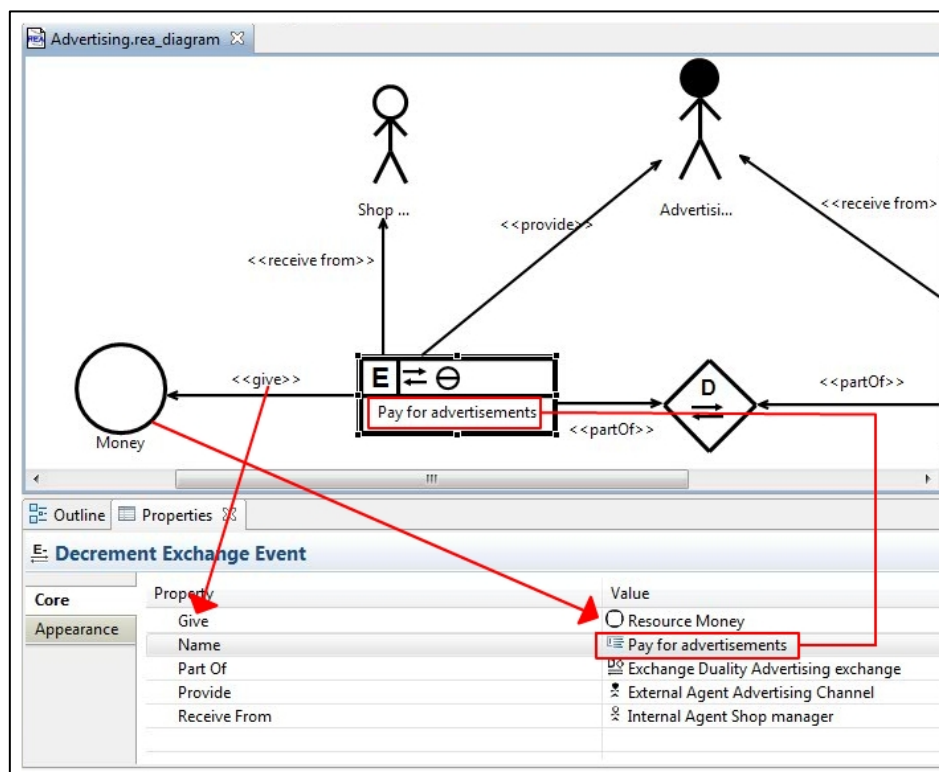 Advertising.rea_diagram
Shop ...
Advertisi...
<<receive from>
<<provide>>
<<receive from>>
<<give>>
E
D
<<partOf>>
Pay for advertisements
<<partOf>>
Money
Outline
Properties
E- Decrement Exchange Event
Core
Property
Value
Appearance
Give
Resource Money
Name
Pay for advertisements
Part Of
Exchange Duality Advertising exchange
Provide
External Agent Advertising Channel
Receive From
Internal Agent Shop manager